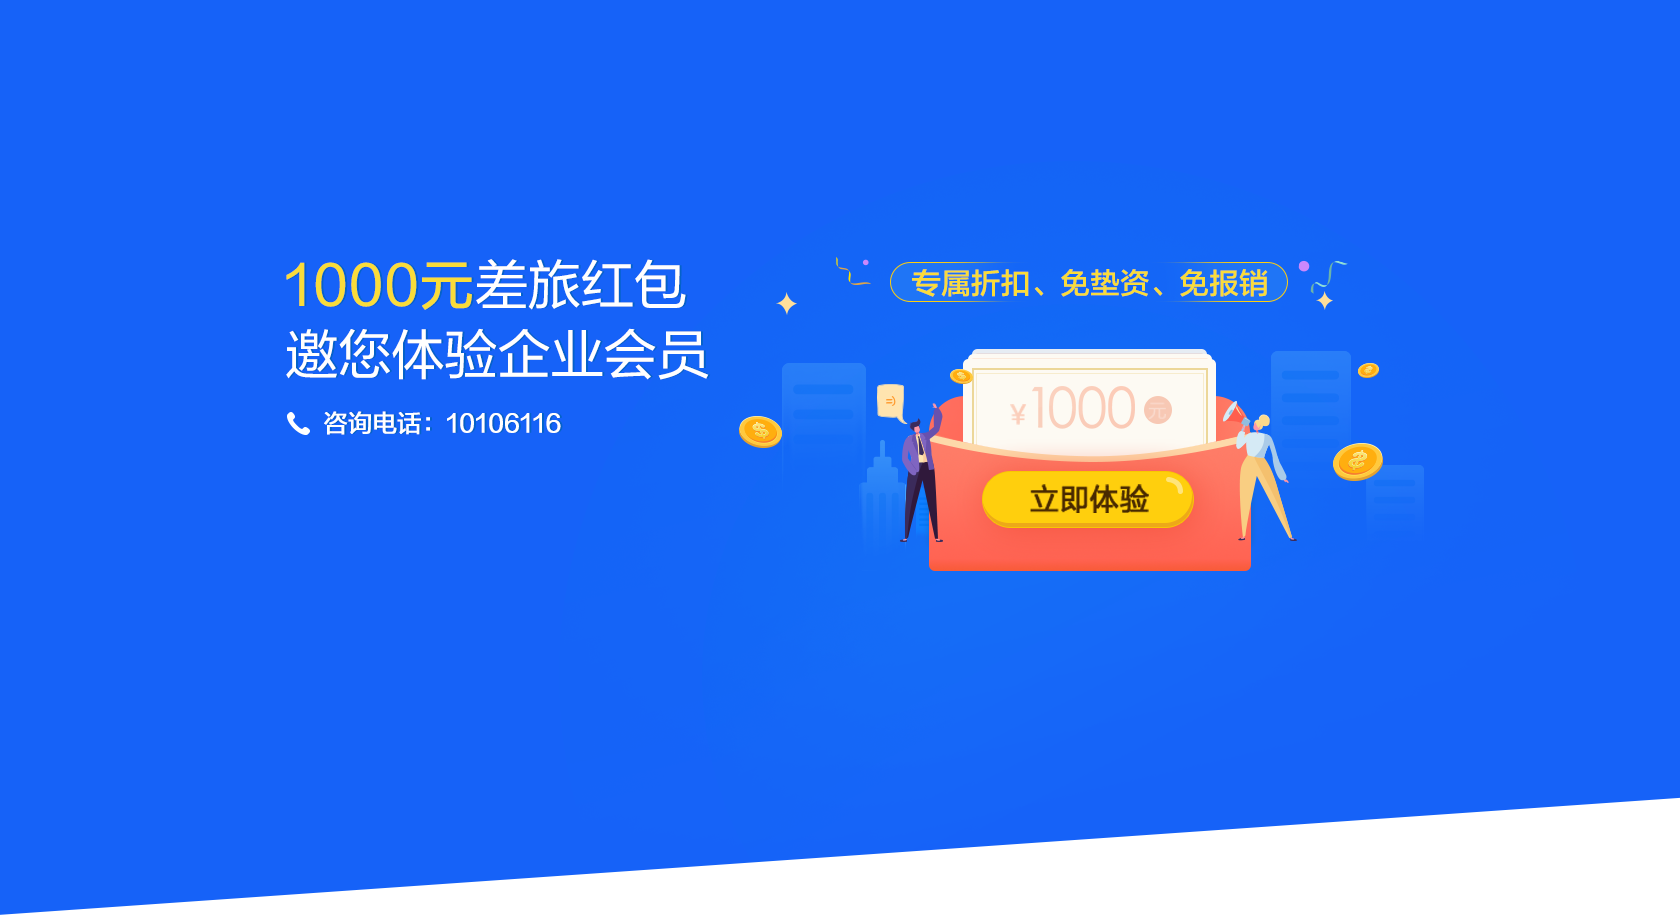 1000元差旅红包
邀您体验企业会员
咨询电话：10106116
专属折扣、免垫资、免报销
=)
¥1000元
立即体验